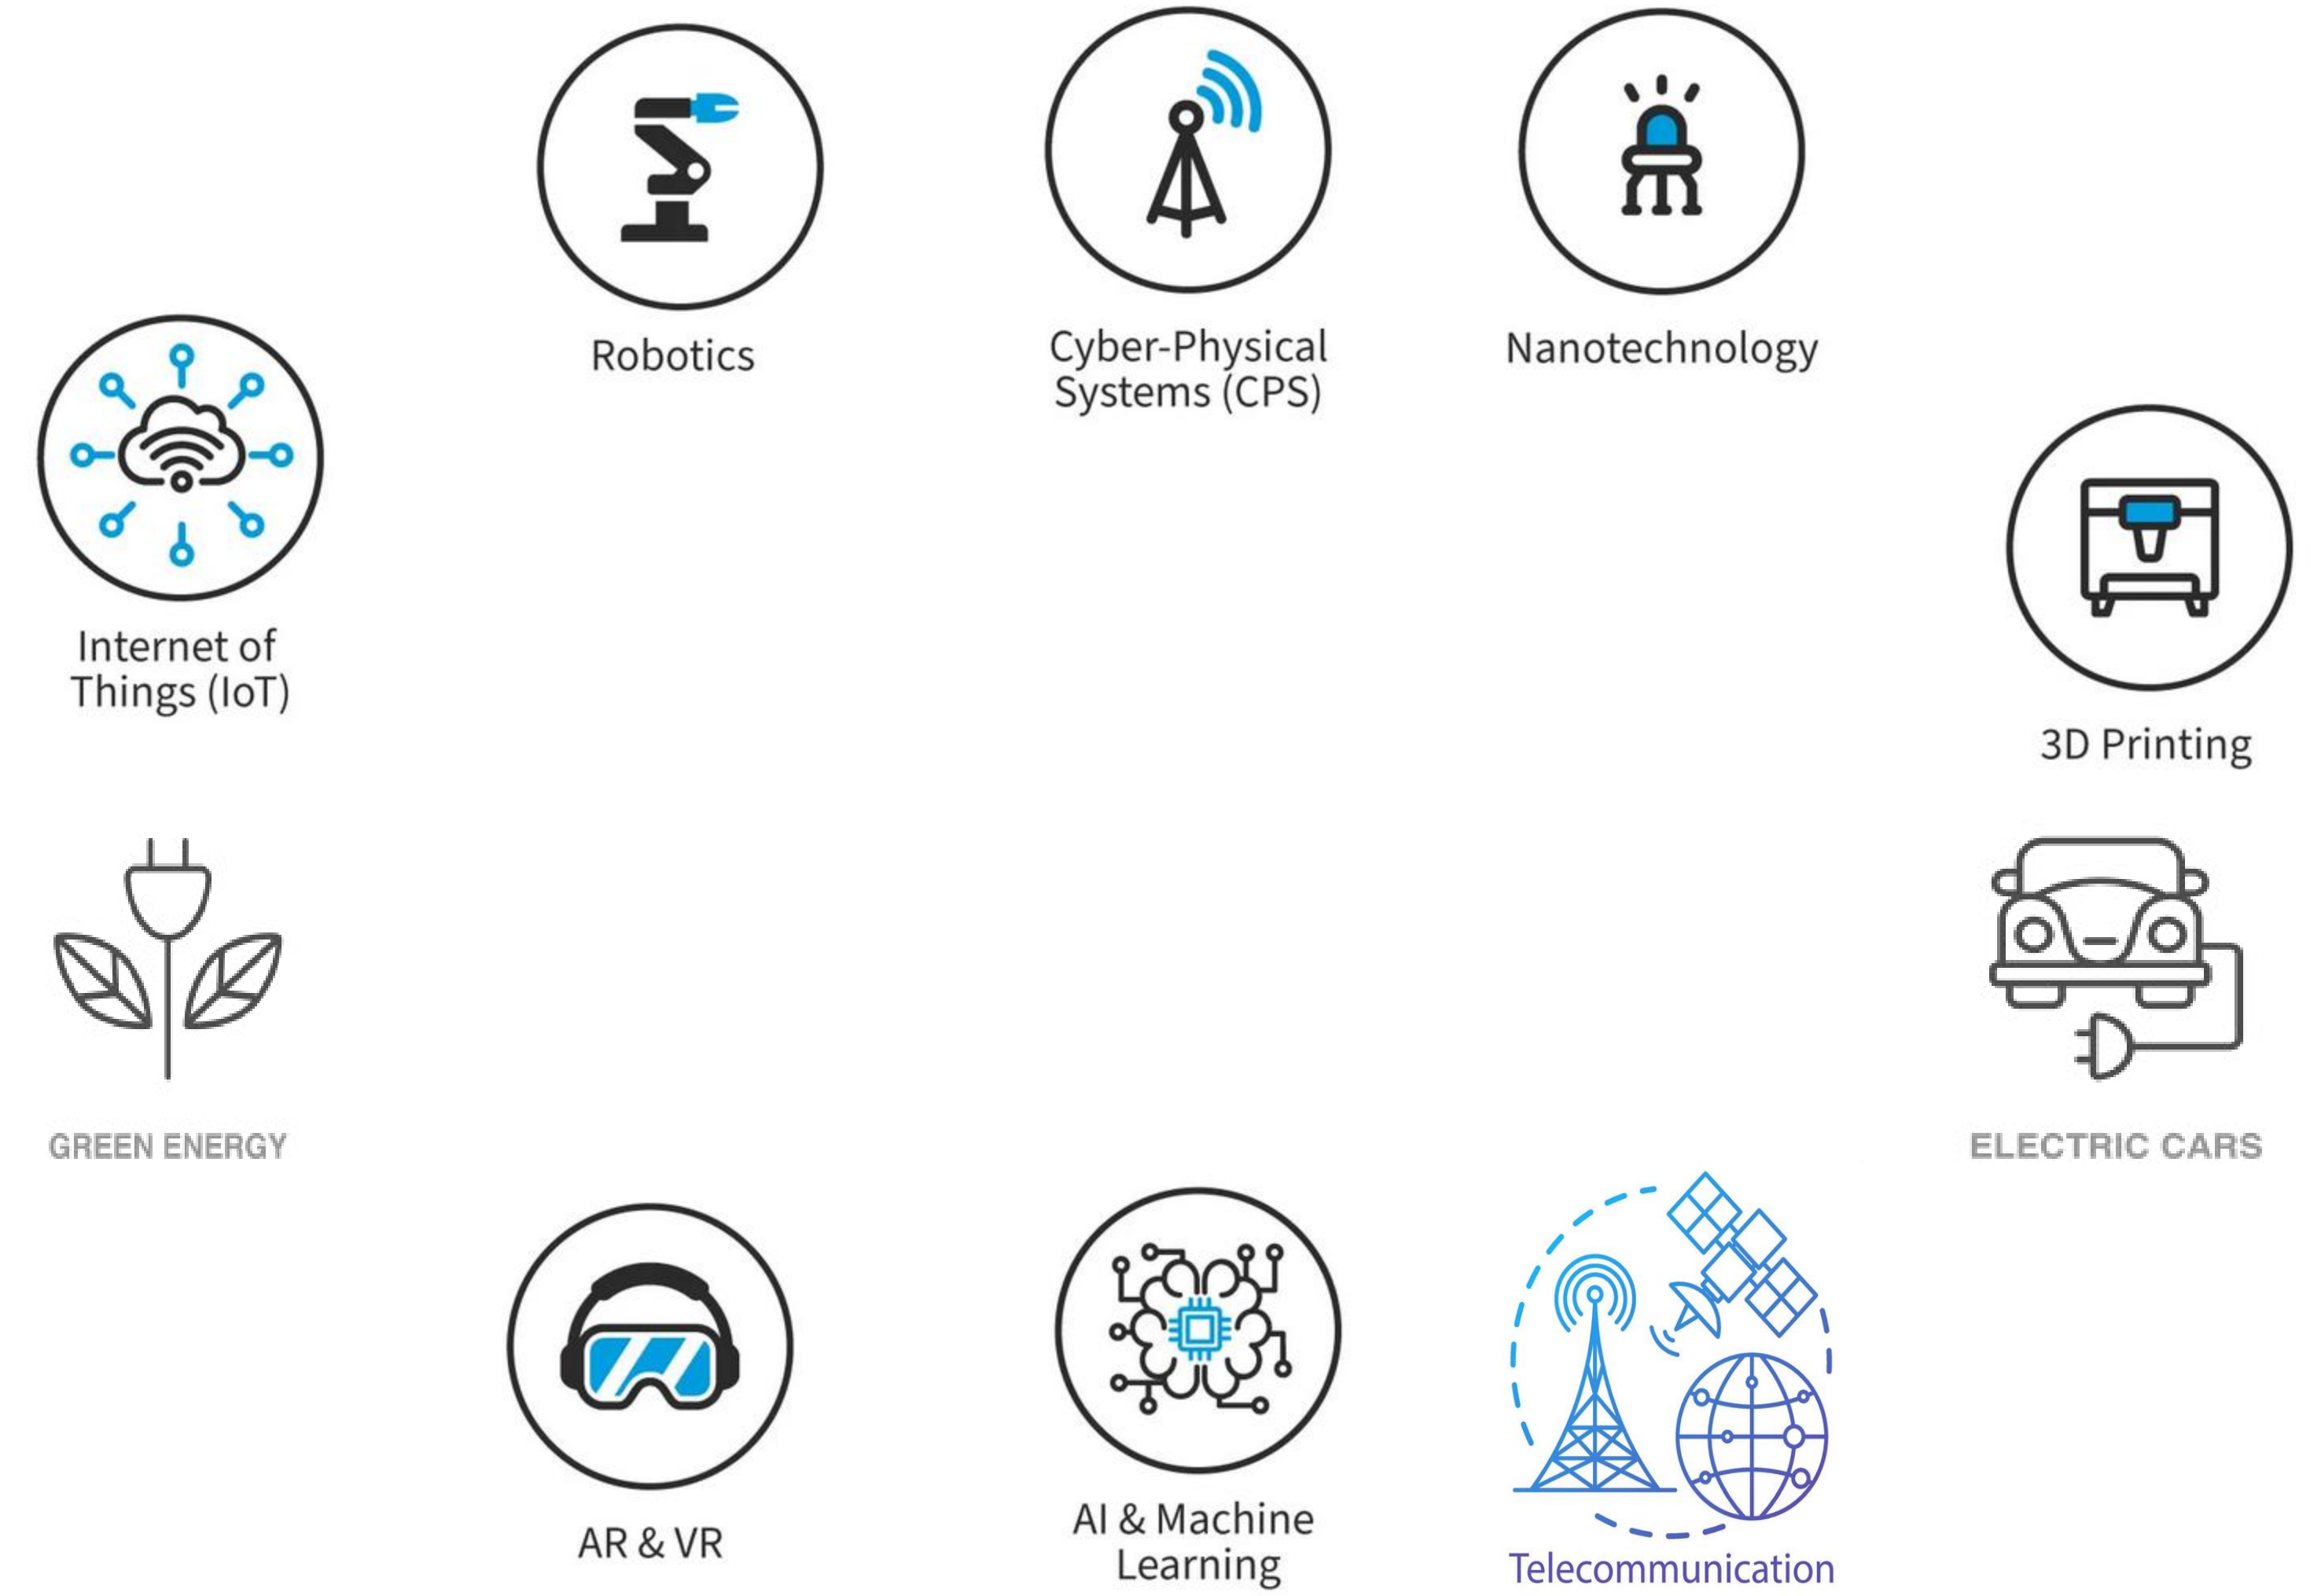 Robotics
Cyber-Physical
Systems (CPS)
Nanotechnology
Internet of
Things (IoT)
3D Printing
GREEN ENERGY
ELECTRIC CARS
AR & VR
AI & Machine
Learning
Telecommunication